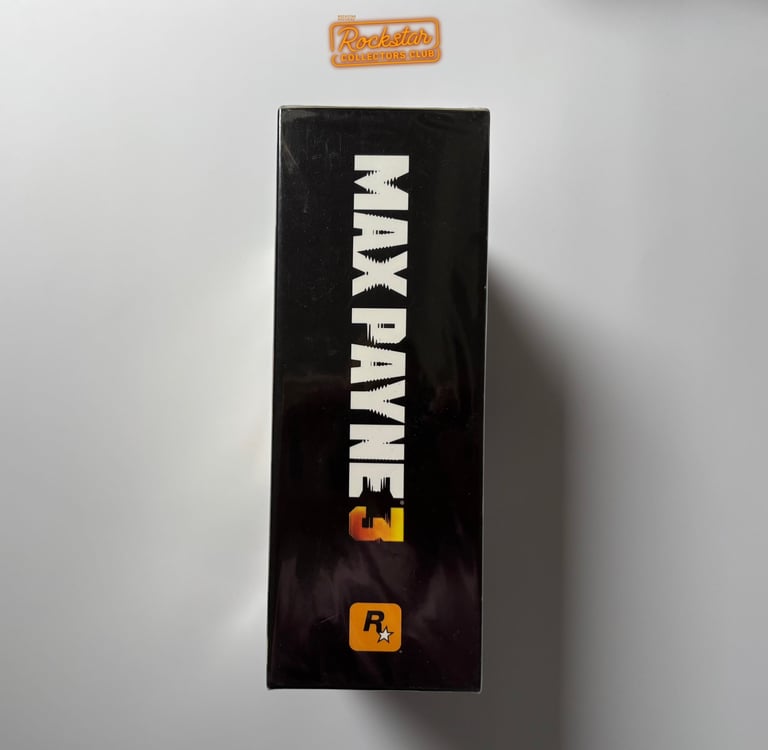 Rockstar
COLLECTORS CLUB
MAX PAYNE 3
R